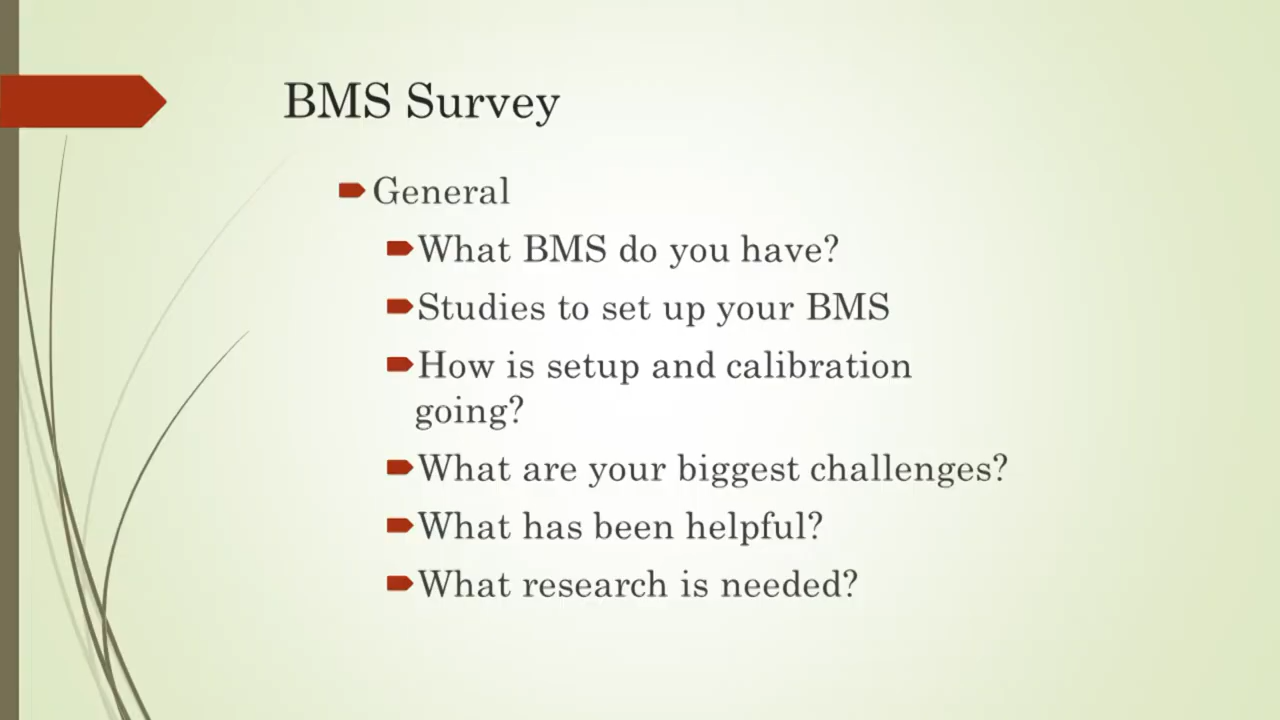 BMS Survey
General
What BMS do you have?
Studies to set up your BMS
How is setup and calibration
going?
What are your biggest challenges?
What has been helpful?
What research is needed?